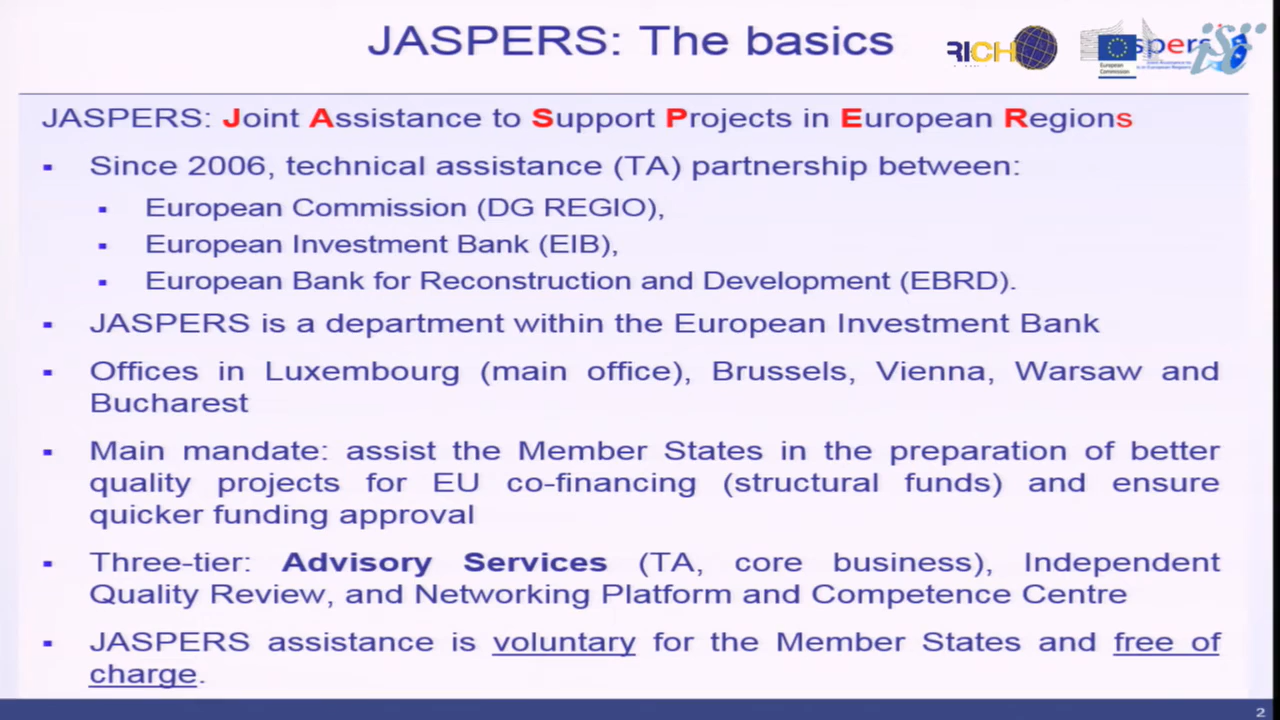 JASPERS: The basics
RICH
European
Commission
JASPERS: Joint Assistance to Support Projects in European Regions
▪ Since 2006, technical assistance (TA) partnership between:
▪ European Commission (DG REGIO),
▪ European Investment Bank (EIB),
▪ European Bank for Reconstruction and Development (EBRD).
▪ JASPERS is a department within the European Investment Bank
▪ Offices in Luxembourg (main office), Brussels, Vienna, Warsaw and
Bucharest
▪ Main mandate: assist the Member States in the preparation of better
quality projects for EU co-financing (structural funds) and ensure
quicker funding approval
▪ Three-tier: Advisory Services (TA, core business), Independent
Quality Review, and Networking Platform and Competence Centre
▪ JASPERS assistance is voluntary for the Member States and free of
charge.
2